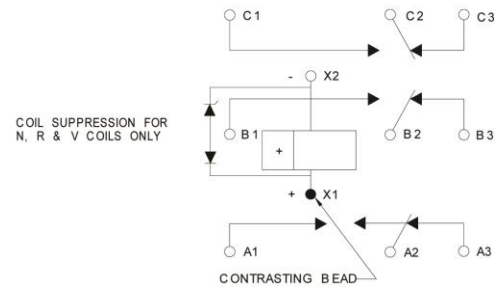 C1 C2 C3
- X2
COIL SUPPRESSION FOR
N, R & V COILS ONLY
B1 B2 B3
+
+ X1
A1 A2 A3
CONTRASTING BEAD